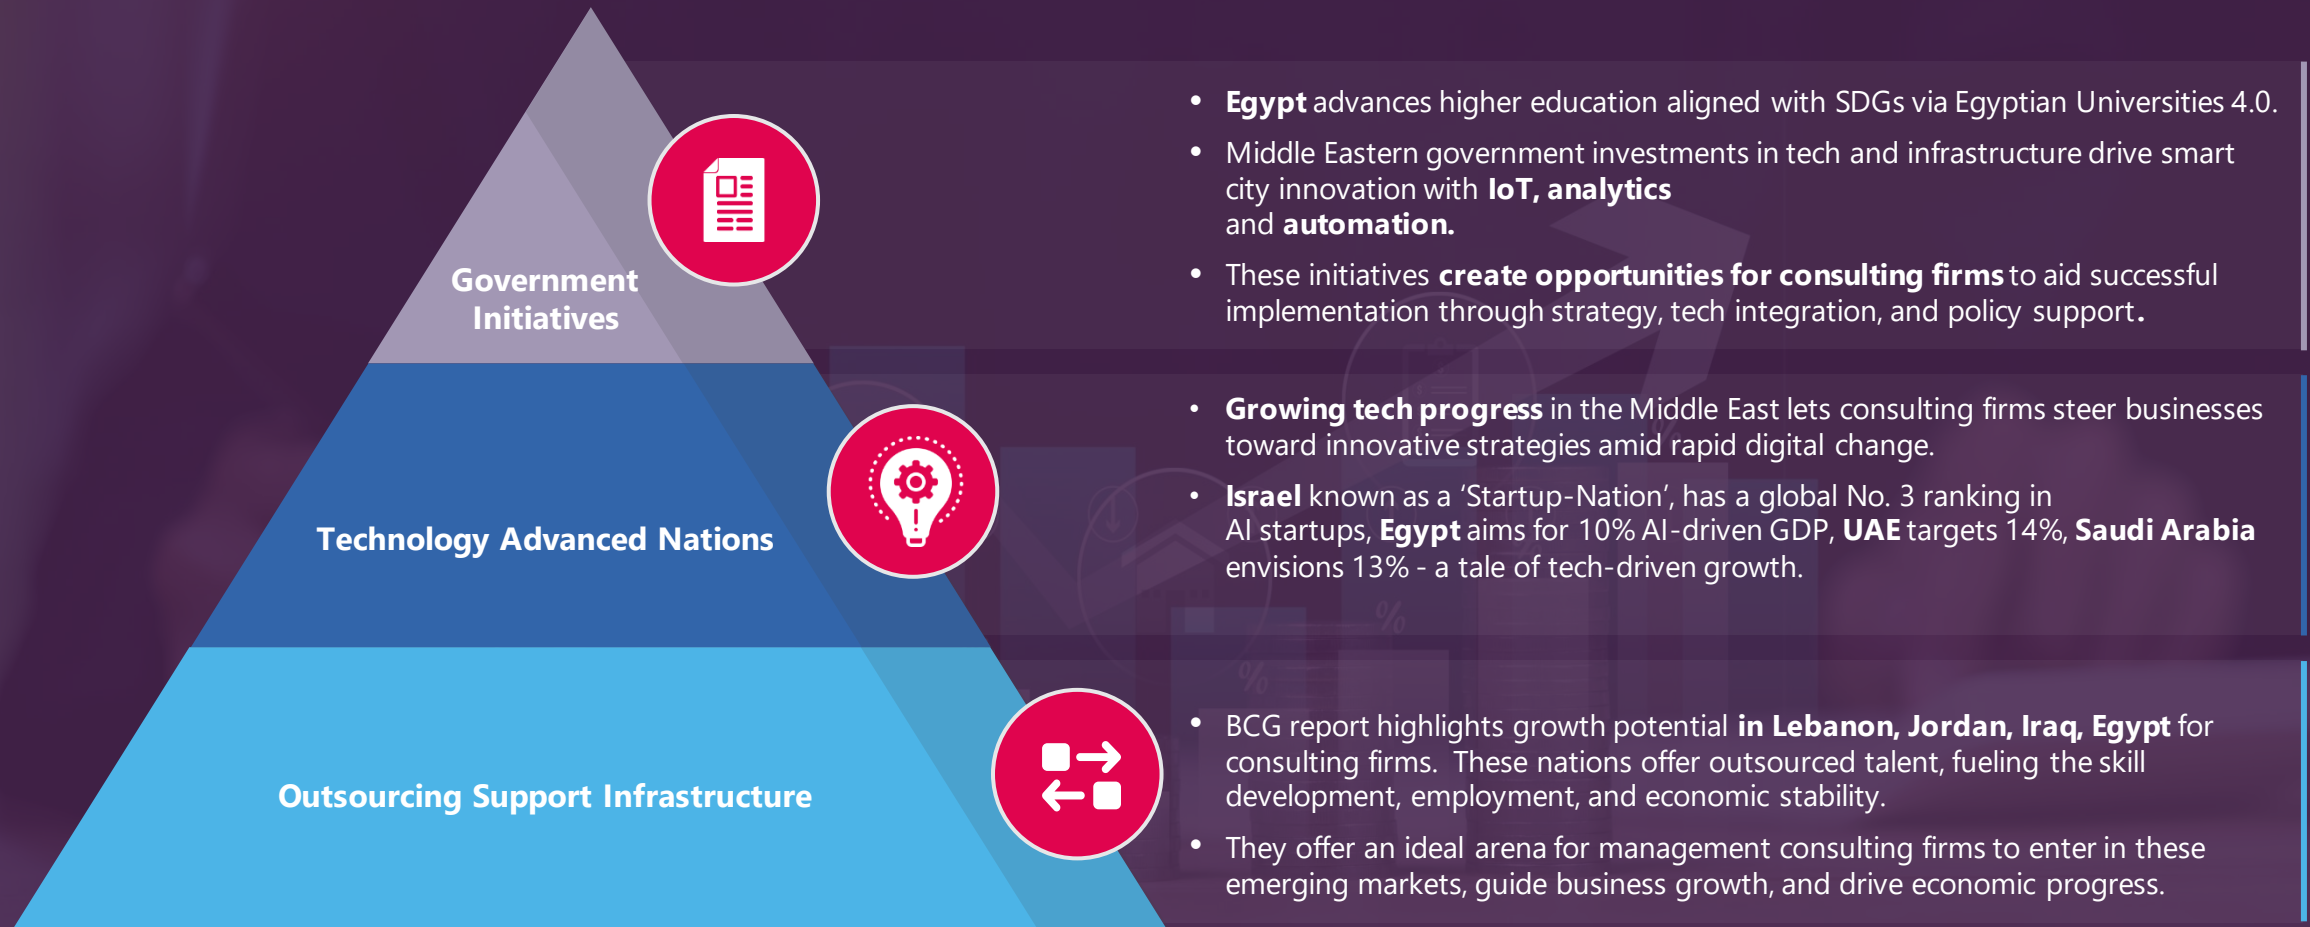 Government
Initiatives
• Egypt advances higher education aligned with SDGs via Egyptian Universities 4.0.
• Middle Eastern government investments in tech and infrastructure drive smart
city innovation with IoT, analytics
and automation.
• These initiatives create opportunities for consulting firms to aid successful
implementation through strategy, tech integration, and policy support.
Technology Advanced Nations
• Growing tech progress in the Middle East lets consulting firms steer businesses
toward innovative strategies amid rapid digital change.
• Israel known as a ‘Startup-Nation’, has a global No. 3 ranking in
AI startups, Egypt aims for 10% AI-driven GDP, UAE targets 14%, Saudi Arabia
envisions 13% - a tale of tech-driven growth.
%
%
%
Outsourcing Support Infrastructure
• BCG report highlights growth potential in Lebanon, Jordan, Iraq, Egypt for
consulting firms. These nations offer outsourced talent, fueling the skill
development, employment, and economic stability.
• They offer an ideal arena for management consulting firms to enter in these
emerging markets, guide business growth, and drive economic progress.